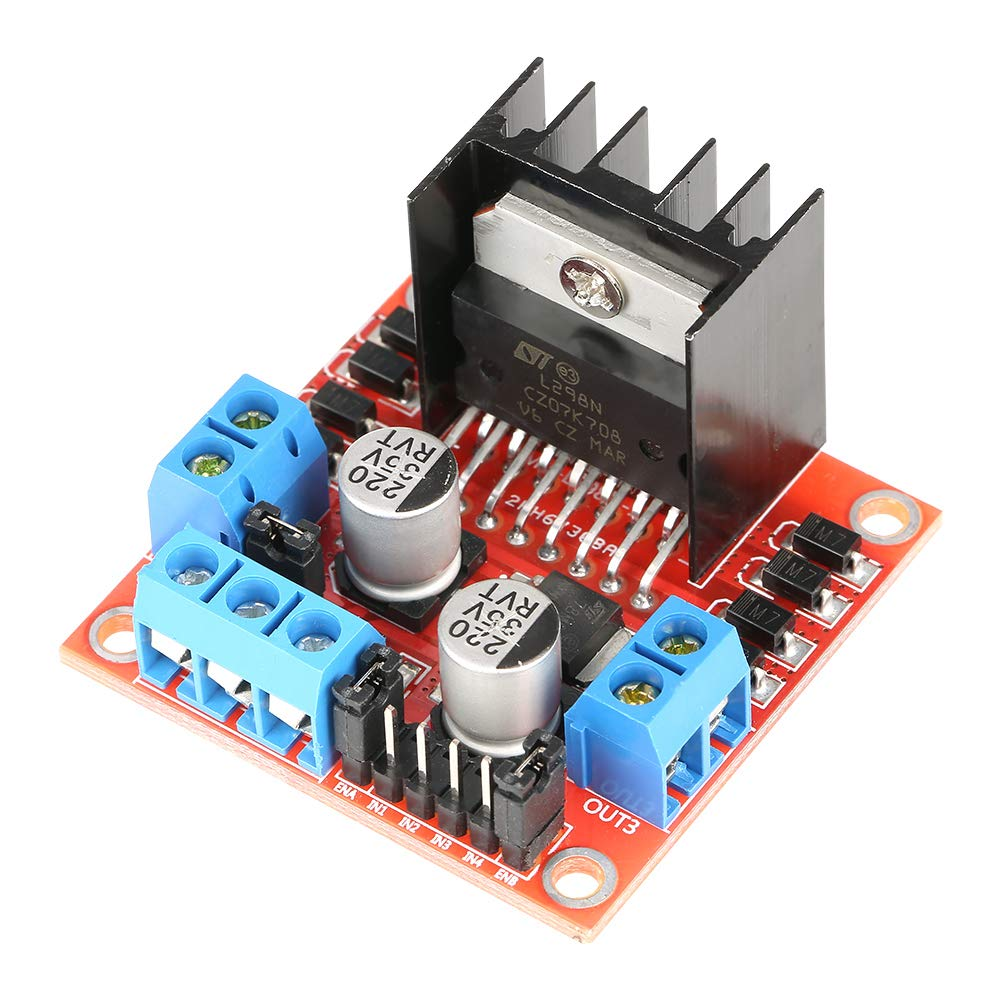 ST e3
L298N
CZ07K708
V6 CZ MAR
220
35V
RVT
220
35V
RVT
M7
M7
M7
ENA
IN1
IN2
IN3
IN4
ENB
OUT3